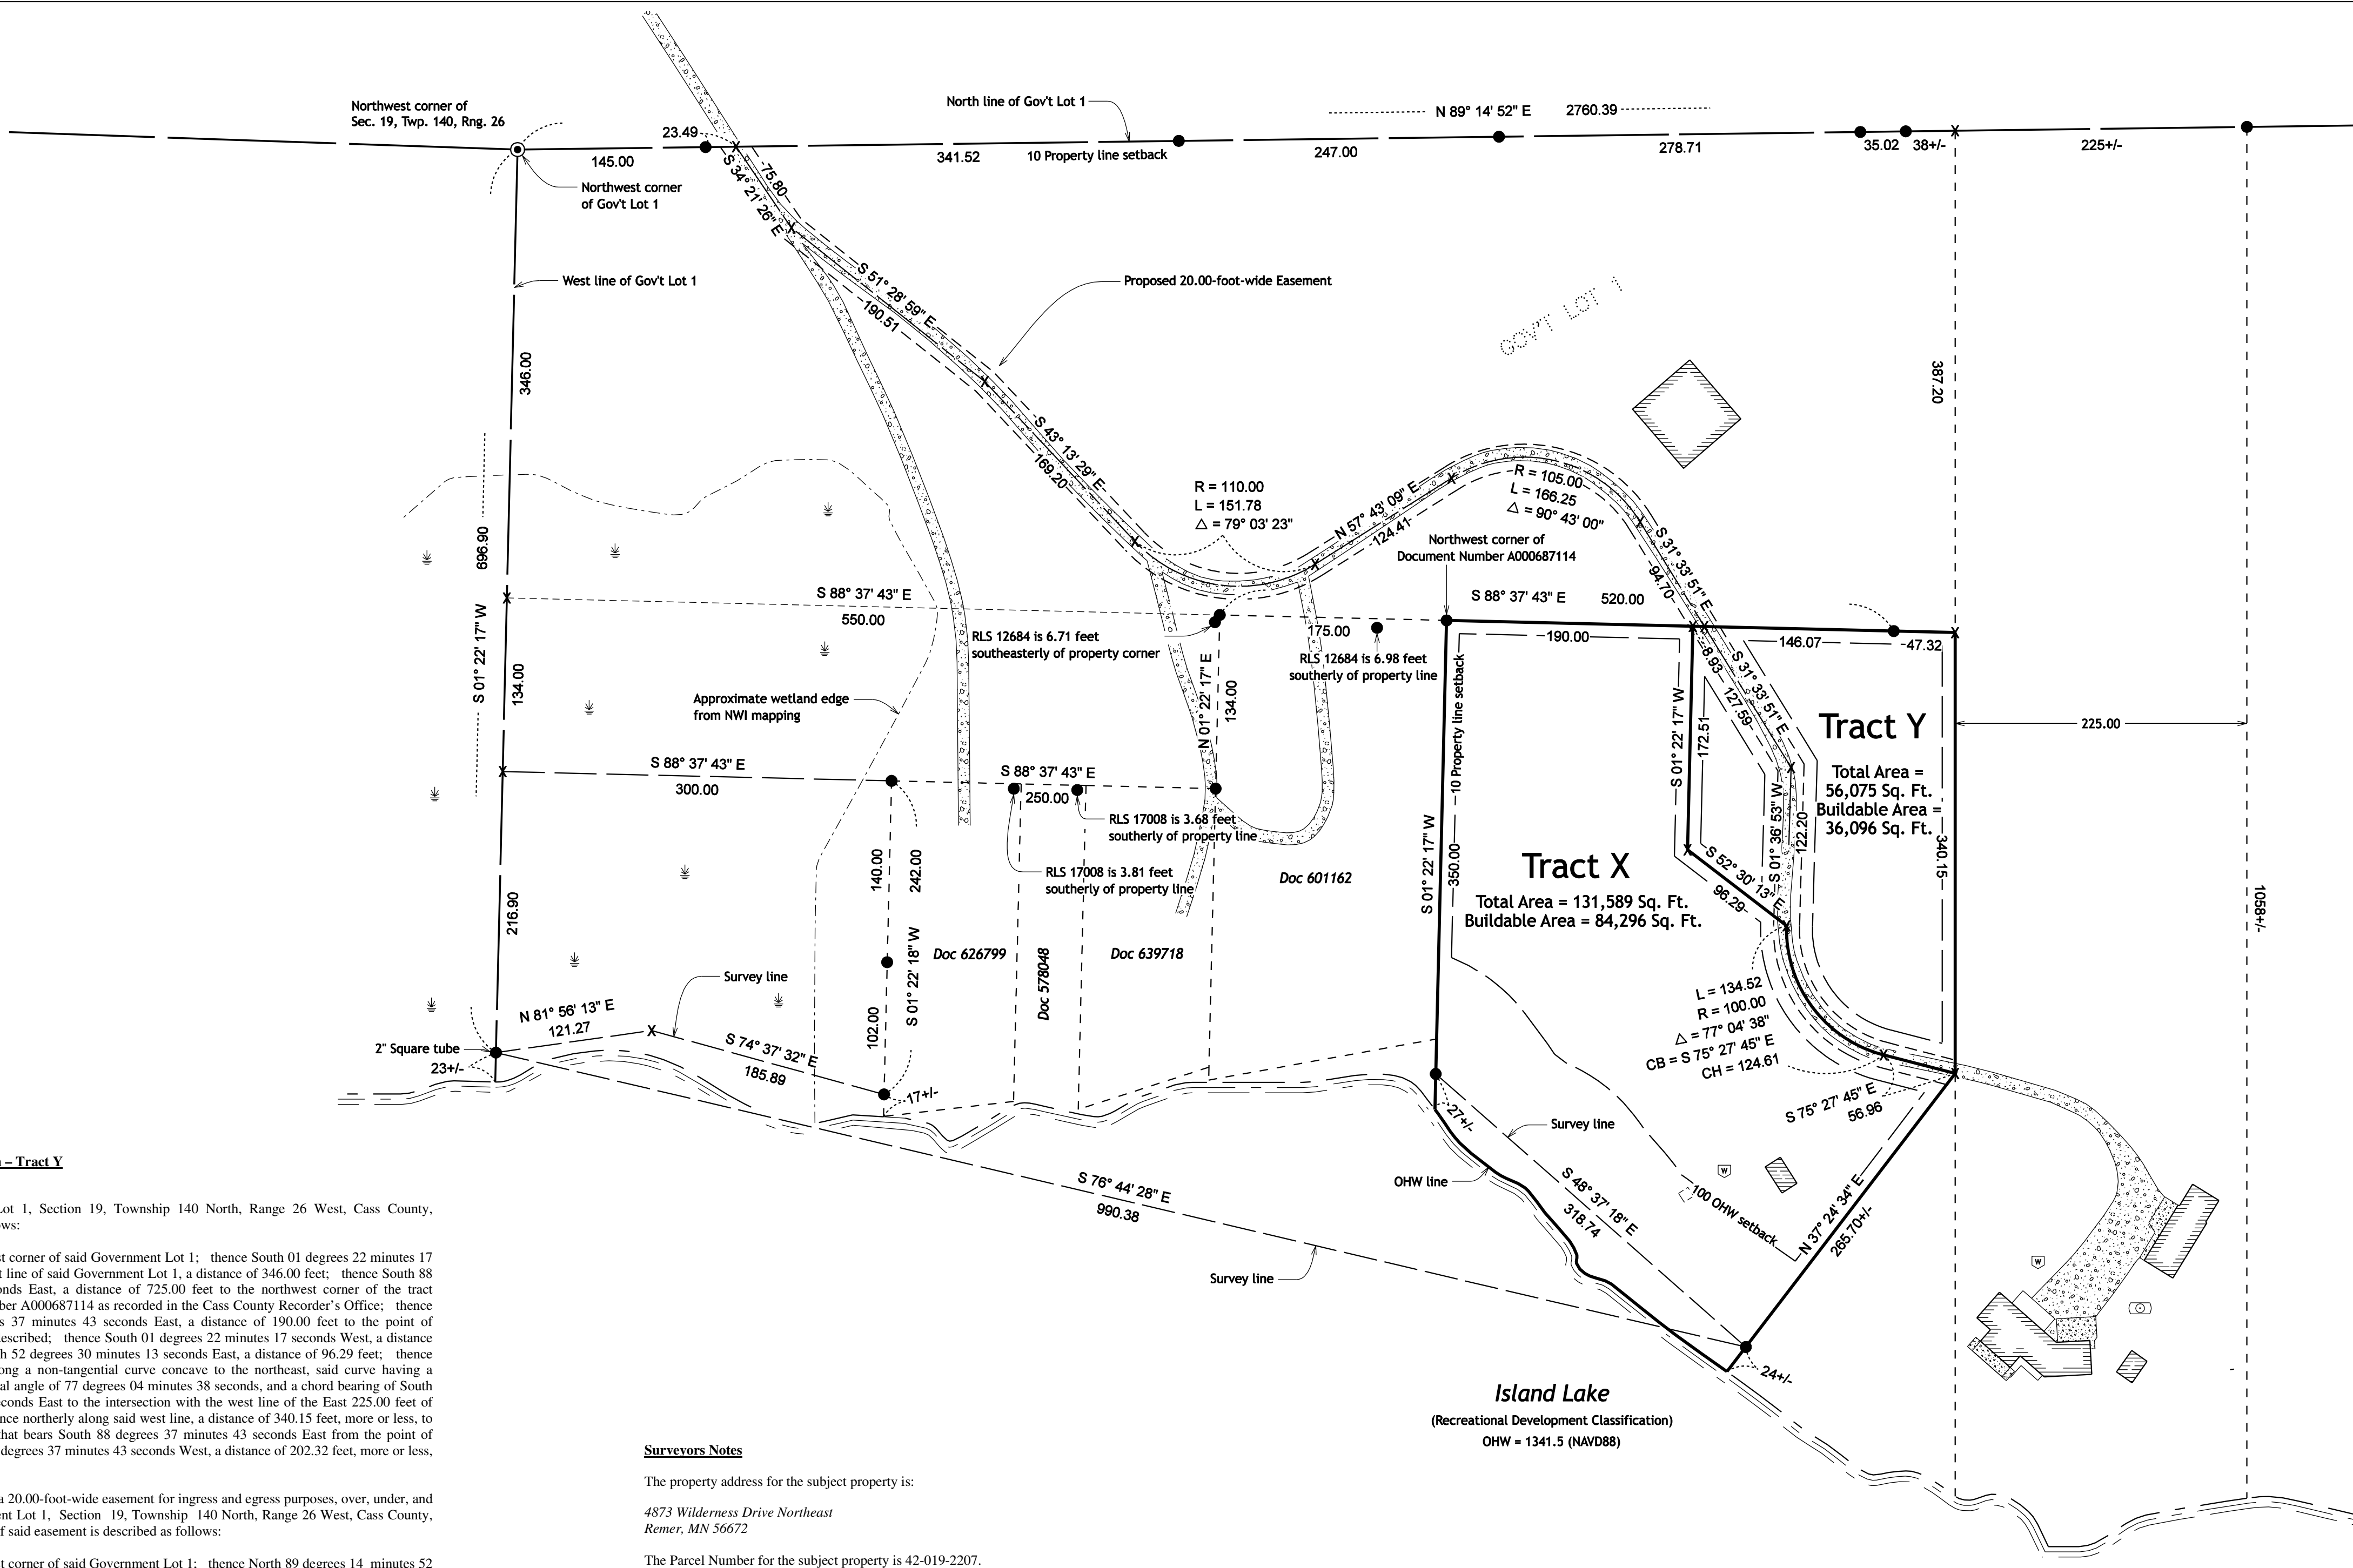 Northwest corner of
Sec. 19, Twp. 140, Rng. 26
Northwest corner
of Gov't Lot 1
23.49
145.00
North line of Gov't Lot 1
341.52
10 Property line setback
N 89° 14' 52" E 2760.39
247.00
278.71
35.02
38+/-
225+/-
S 34° 21' 26" E
75.80
West line of Gov't Lot 1
S 51° 28' 59" E
190.51
Proposed 20.00-foot-wide Easement
GOV'T LOT 1
346.00
387.20
S 43° 13' 29" E
169.20
R = 110.00
L = 151.78
△ = 79° 03' 23"
N 57° 43' 09" E
124.41
R = 105.00
L = 166.25
△ = 90° 43' 00"
S 31° 33' 51" E
94.70
Northwest corner of
Document Number A000687114
696.90
S 01° 22' 17" W
S 88° 37' 43" E
550.00
RLS 12684 is 6.71 feet
southeasterly of property corner
175.00
RLS 12684 is 6.98 feet
southerly of property line
S 88° 37' 43" E 520.00
190.00
146.07
47.32
8.93
134.00
Approximate wetland edge
from NWI mapping
N 01° 22' 17" E
134.00
10 Property line setback
S 01° 22' 17" W
172.51
127.59
S 31° 33' 51" E
Tract Y
Total Area =
56,075 Sq. Ft.
Buildable Area =
36,096 Sq. Ft.
225.00
S 88° 37' 43" E
300.00
S 88° 37' 43" E
250.00
RLS 17008 is 3.68 feet
southerly of property line
RLS 17008 is 3.81 feet
southerly of property line
Doc 601162
S 01° 22' 17" W
350.00
Tract X
Total Area = 131,589 Sq. Ft.
Buildable Area = 84,296 Sq. Ft.
S 52° 30' 13" E
96.29
S 01° 36' 53" W
122.20
340.15
1058+/-
216.90
140.00
242.00
102.00
S 01° 22' 18" W
Doc 626799
Doc 578048
Doc 639718
Survey line
N 81° 56' 13" E
121.27
2" Square tube
23+/-
S 74° 37' 32" E
185.89
17+/-
L = 134.52
R = 100.00
△ = 77° 04' 38"
CB = S 75° 27' 45" E
CH = 124.61
S 75° 27' 45" E
56.96
27+/-
Survey line
OHW line
S 48° 37' 18" E
318.74
W
100 OHW setback
N 37° 24' 34" E
265.70+/-
S 76° 44' 28" E
990.38
Survey line
W
24+/-
Island Lake
(Recreational Development Classification)
OHW = 1341.5 (NAVD88)
– Tract Y
Lot 1, Section 19, Township 140 North, Range 26 West, Cass County,
ows:
st corner of said Government Lot 1; thence South 01 degrees 22 minutes 17
t line of said Government Lot 1, a distance of 346.00 feet; thence South 88
onds East, a distance of 725.00 feet to the northwest corner of the tract
ber A000687114 as recorded in the Cass County Recorder's Office; thence
s 37 minutes 43 seconds East, a distance of 190.00 feet to the point of
escribed; thence South 01 degrees 22 minutes 17 seconds West, a distance
h 52 degrees 30 minutes 13 seconds East, a distance of 96.29 feet; thence
ong a non-tangential curve concave to the northeast, said curve having a
al angle of 77 degrees 04 minutes 38 seconds, and a chord bearing of South
conds East to the intersection with the west line of the East 225.00 feet of
nce northerly along said west line, a distance of 340.15 feet, more or less, to
that bears South 88 degrees 37 minutes 43 seconds East from the point of
degrees 37 minutes 43 seconds West, a distance of 202.32 feet, more or less,
a 20.00-foot-wide easement for ingress and egress purposes, over, under, and
ent Lot 1, Section 19, Township 140 North, Range 26 West, Cass County,
f said easement is described as follows:
t corner of said Government Lot 1; thence North 89 degrees 14 minutes 52
Surveyors Notes
The property address for the subject property is:
4873 Wilderness Drive Northeast
Remer, MN 56672
The Parcel Number for the subject property is 42-019-2207.